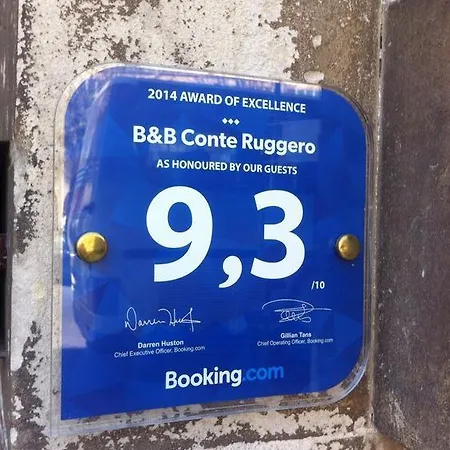 2014 AWARD OF EXCELLENCE
B&B Conte Ruggero
AS HONOURED BY OUR GUESTS
9,3
/10
Darren Huston
Chief Executive Officer, Booking.com
Gillian Tans
Chief Operating Officer, Booking.com
Booking.com